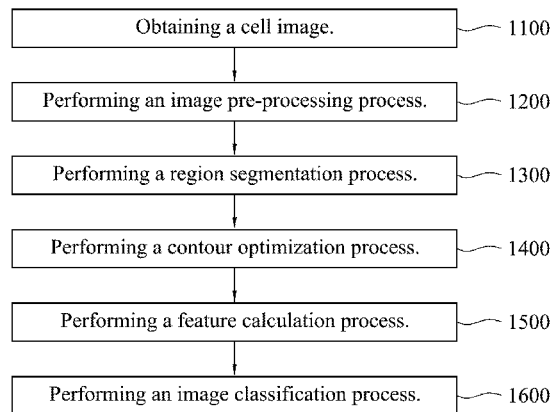 Obtaining a cell image. 1100
Performing an image pre-processing process. 1200
Performing a region segmentation process. 1300
Performing a contour optimization process. 1400
Performing a feature calculation process. 1500
Performing an image classification process. 1600